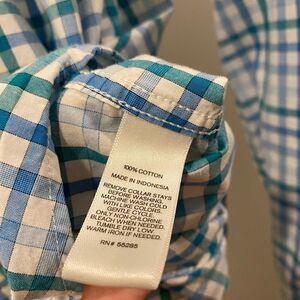 100% COTTON
MADE IN INDONESIA
REMOVE COLLAR STAYS
BEFORE WASHING.
MACHINE WASH COLD
WITH LIKE COLORS.
GENTLE CYCLE.
ONLY NON-CHLORINE
BLEACH WHEN NEEDED.
TUMBLE DRY LOW
WARM IRON IF NEEDED.
RN# 55285